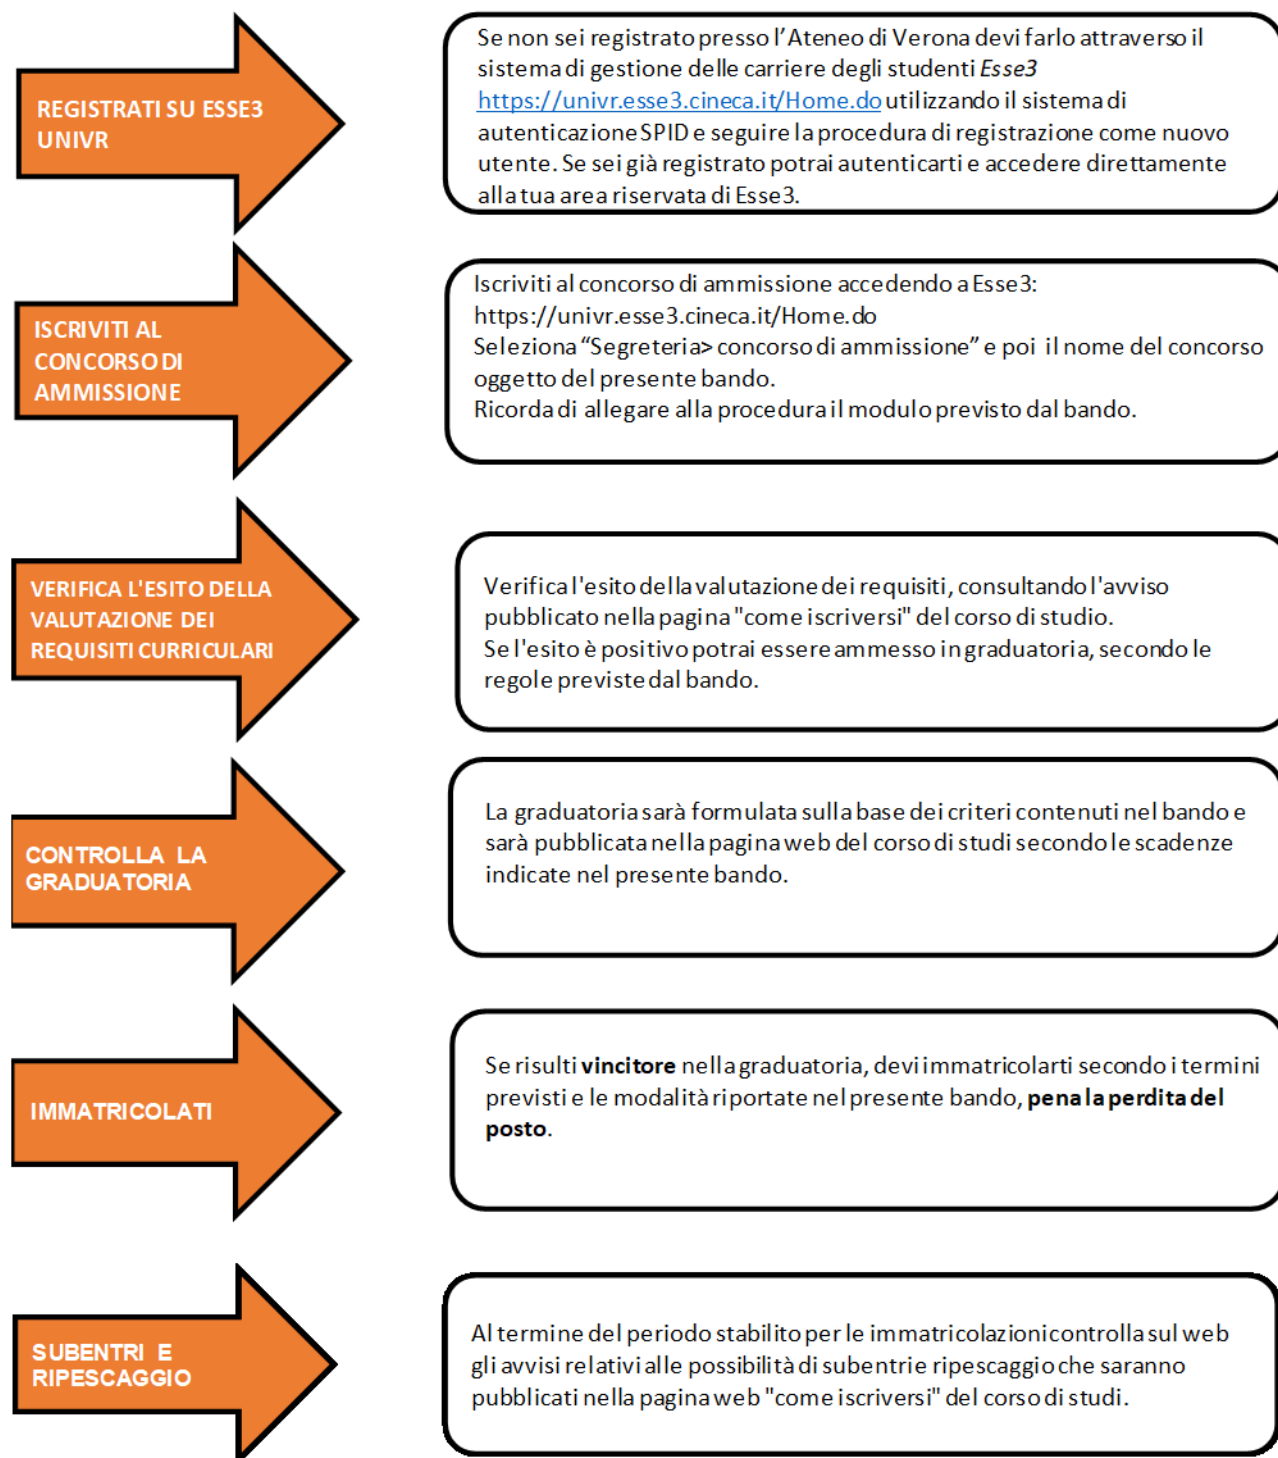 REGISTRATI SU ESSE3
UNIVR
Se non sei registrato presso l’Ateneo di Verona devi farlo attraverso il
sistema di gestione delle carriere degli studenti Esse3
https://univr.esse3.cineca.it/Home.do utilizzando il sistema di
autenticazione SPID e seguire la procedura di registrazione come nuovo
utente. Se sei già registrato potrai autenticarti e accedere direttamente
alla tua area riservata di Esse3.
ISCRIVITI AL
CONCORSO DI
AMMISSIONE
Iscriviti al concorso di ammissione accedendo a Esse3:
https://univr.esse3.cineca.it/Home.do
Seleziona “Segreteria> concorso di ammissione” e poi il nome del concorso
oggetto del presente bando.
Ricorda di allegare alla procedura il modulo previsto dal bando.
VERIFICA L'ESITO DELLA
VALUTAZIONE DEI
REQUISITI CURRICULARI
Verifica l'esito della valutazione dei requisiti, consultando l'avviso
pubblicato nella pagina "come iscriversi" del corso di studio.
Se l'esito è positivo potrai essere ammesso in graduatoria, secondo le
regole previste dal bando.
CONTROLLA LA
GRADUATORIA
La graduatoria sarà formulata sulla base dei criteri contenuti nel bando e
sarà pubblicata nella pagina web del corso di studi secondo le scadenze
indicate nel presente bando.
IMMATRICOLATI
Se risulti vincitore nella graduatoria, devi immatricolarti secondo i termini
previsti e le modalità riportate nel presente bando, pena la perdita del
posto.
SUBENTRI E
RIPESCAGGIO
Al termine del periodo stabilito per le immatricolazioni controlla sul web
gli avvisi relativi alle possibilità di subentri e ripescaggio che saranno
pubblicati nella pagina web "come iscriversi" del corso di studi.